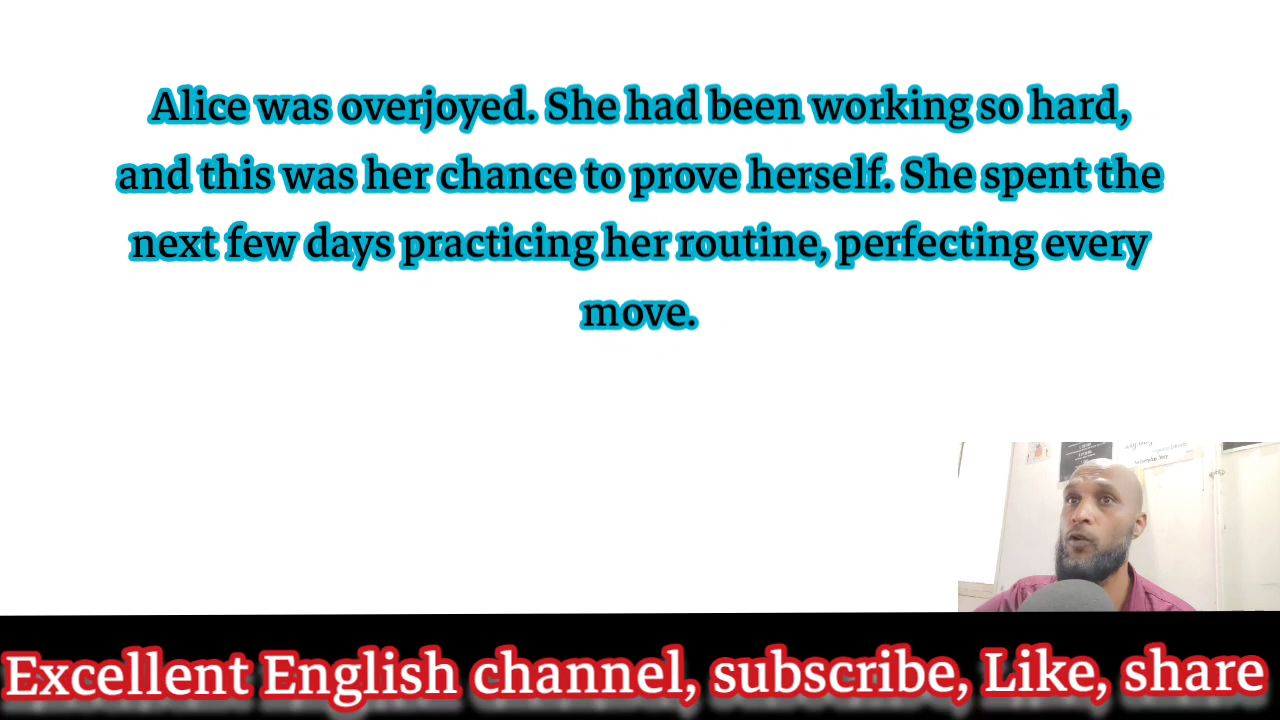 Alice was overjoyed. She had been working so hard,
and this was her chance to prove herself. She spent the
next few days practicing her routine, perfecting every
move.
Excellent English channel, subscribe, Like, share